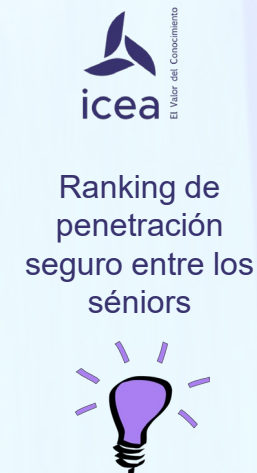 icea
El Valor del Conocimiento
Ranking de
penetración
seguro entre los
séniors